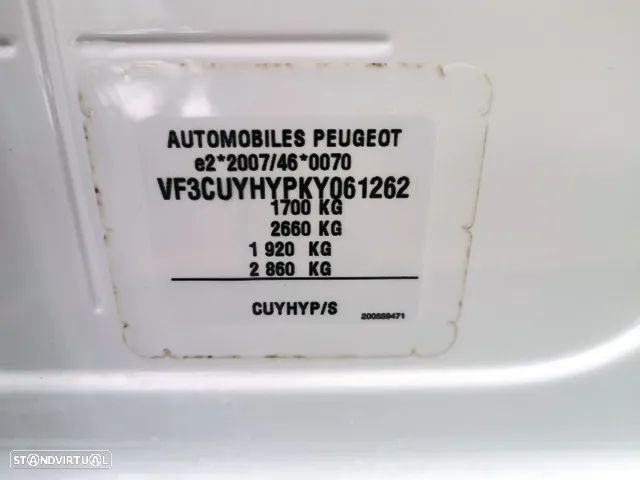 AUTOMOBILES PEUGEOT
e2*2007/46*0070
VF3CUYHYPKY061262
1700 KG
2660 KG
1 920 KG
2 860 KG
CUYHYP/S
200559471
STANDVIRTUAL